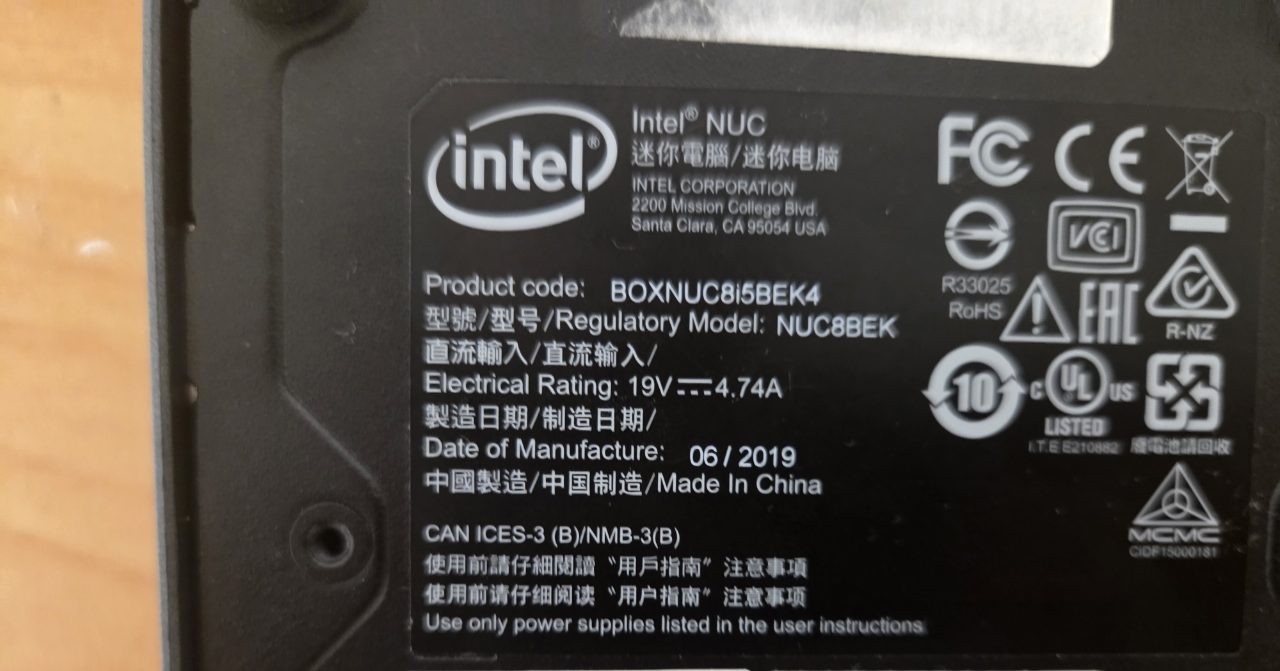 intel®
Intel® NUC
迷你電腦/迷你电脑
INTEL CORPORATION
2200 Mission College Blvd.
Santa Clara, CA 95054 USA
Product code: BOXNUC8i5BEK4
型號/型号/Regulatory Model: NUC8BEK
直流輸入/直流输入/
Electrical Rating: 19V⎓4.74A
製造日期/制造日期/
Date of Manufacture: 06 / 2019
中國製造/中国制造/Made In China
CAN ICES-3 (B)/NMB-3(B)
使用前請仔細閱讀“用戶指南”注意事項
使用前请仔细阅读“用户指南”注意事项
Use only power supplies listed in the user instructions.
FC CE
VCI
R33025
RoHS
EAC
R-NZ
10
C UL US
LISTED
I.T.E E210882
廢電池請回收
MCMC
CIDF15000181